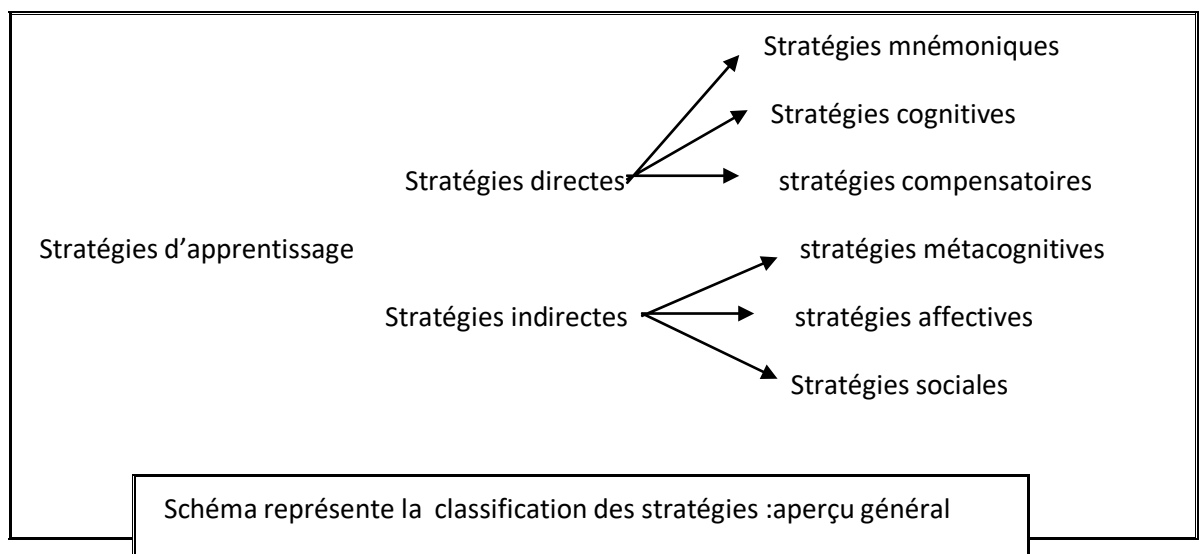 Stratégies mnémoniques
Stratégies cognitives
Stratégies directes
stratégies compensatoires
Stratégies d’apprentissage
stratégies métacognitives
Stratégies indirectes
stratégies affectives
Stratégies sociales
Schéma représente la classification des stratégies :aperçu général